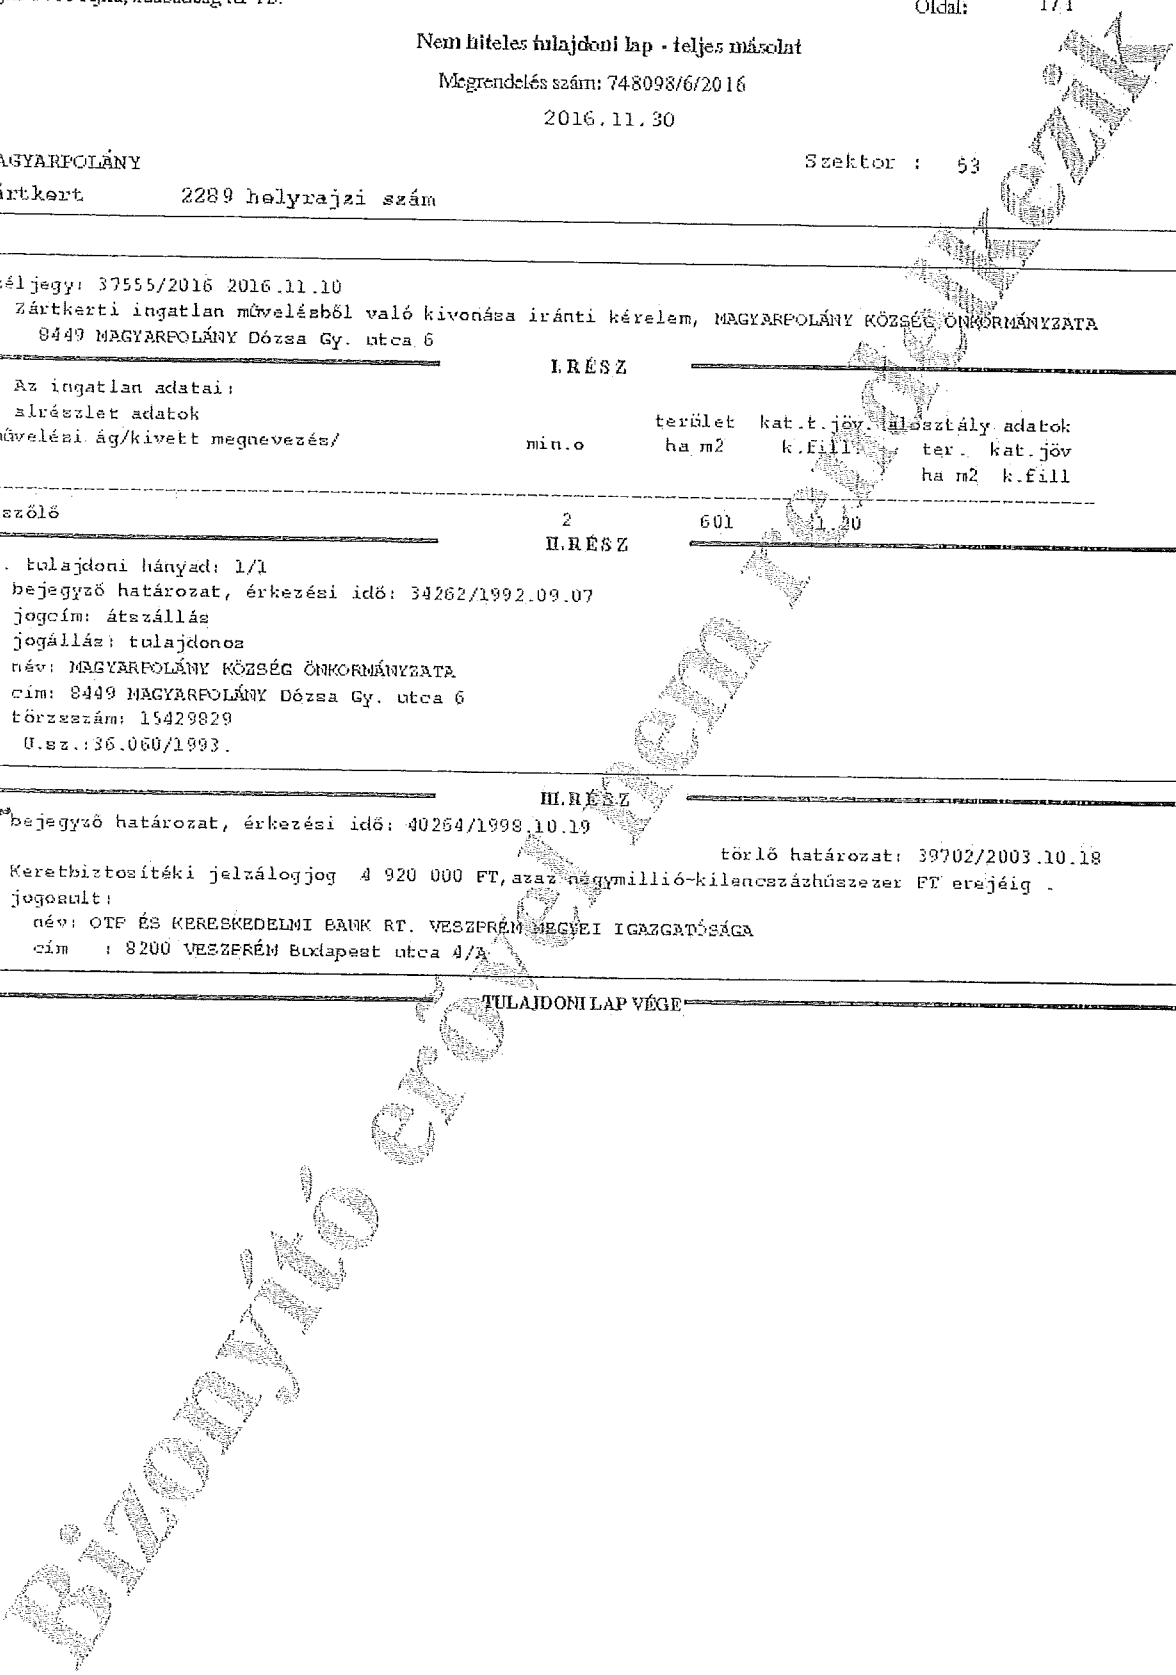 Oldal: 1/1
Nem hiteles tulajdoni lap - teljes másolat
Megrendelés szám: 748098/6/2016
2016.11.30
AGYARPOLÁNY Szektor : 53
ártkert 2289 helyrajzi szám
éljegy: 37555/2016 2016.11.10
Zártkerti ingatlan művelésből való kivonása iránti kérelem, MAGYARPOLÁNY KÖZSÉG ÖNKORMÁNYZATA
8449 MAGYARPOLÁNY Dózsa Gy. utca 6
I.RÉSZ
Az ingatlan adatai:
alrészlet adatok terület kat.t.jöv. alosztály adatok
művelési ág/kivett megnevezés/ min.o ha m2 k.fill. ter. kat.jöv
ha m2 k.fill
szőlő 2 601
II.RÉSZ
. tulajdoni hányad: 1/1
bejegyző határozat, érkezési idő: 34262/1992.09.07
jogcím: átszállás
jogállás: tulajdonos
név: MAGYARPOLÁNY KÖZSÉG ÖNKORMÁNYZATA
cím: 8449 MAGYARPOLÁNY Dózsa Gy. utca 6
törzsszám: 15429829
U.sz.:36.060/1993.
III.RÉSZ
bejegyző határozat, érkezési idő: 40264/1998.10.19
törlő határozat: 39702/2003.10.18
Keretbiztosítéki jelzálogjog 4 920 000 FT, azaz négymillió-kilencszázhúszezer FT erejéig .
jogosult:
név: OTP ÉS KERESKEDELMI BANK RT. VESZPRÉM MEGYEI IGAZGATÓSÁGA
cím : 8200 VESZPRÉM Budapest utca 4/A
TULAJDONI LAP VÉGE
Bizonyító erővel nem rendelkezik